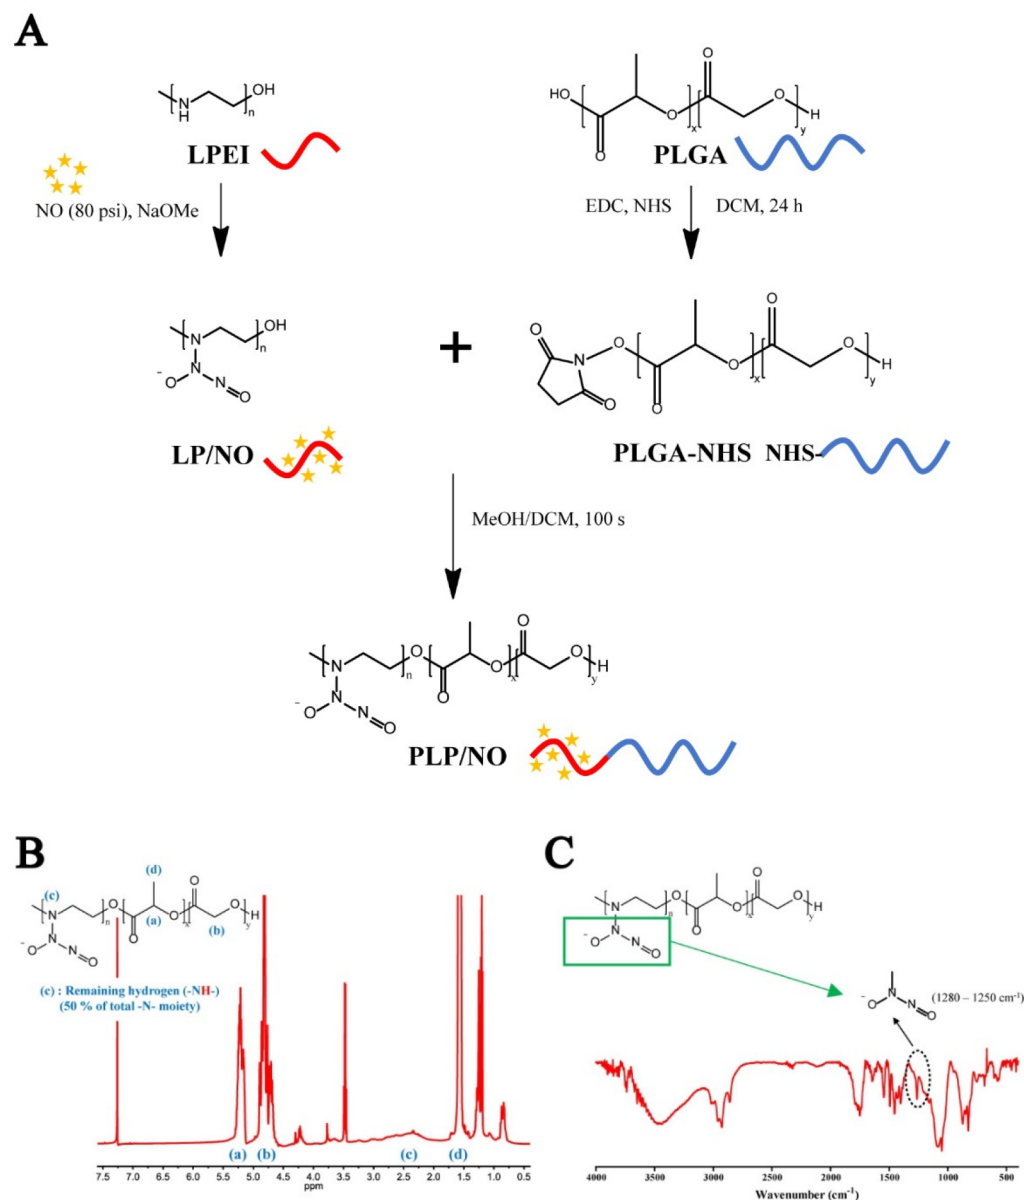 A
N
H
n
OH
LPEI
NO (80 psi), NaOMe
HO
O
O
x
O
O
H
y
PLGA
EDC, NHS
DCM, 24 h
N
n
OH
N
-O
N
O
LP/NO
+
O
N
O
O
O
O
x
O
O
H
y
PLGA-NHS NHS-
MeOH/DCM, 100 s
N
n
O
O
O
x
O
O
H
y
N
-O
N
O
PLP/NO
B
(d)
(c)
N
n
O
(a)
O
O
x
O
(b)
O
H
y
N
-O
N
O
(c) : Remaining hydrogen (-NH-)
(50 % of total -N- moiety)
(a) (b) (c) (d)
7.5 7.0 6.5 6.0 5.5 5.0 4.5 4.0 3.5 3.0 2.5 2.0 1.5 1.0 0.5
ppm
C
N
n
O
O
O
x
O
O
H
y
N
-O
N
O
N
-O
N
O
(1280 – 1250 cm-1)
4000 3500 3000 2500 2000 1500 1000 500
Wavenumber (cm-1)